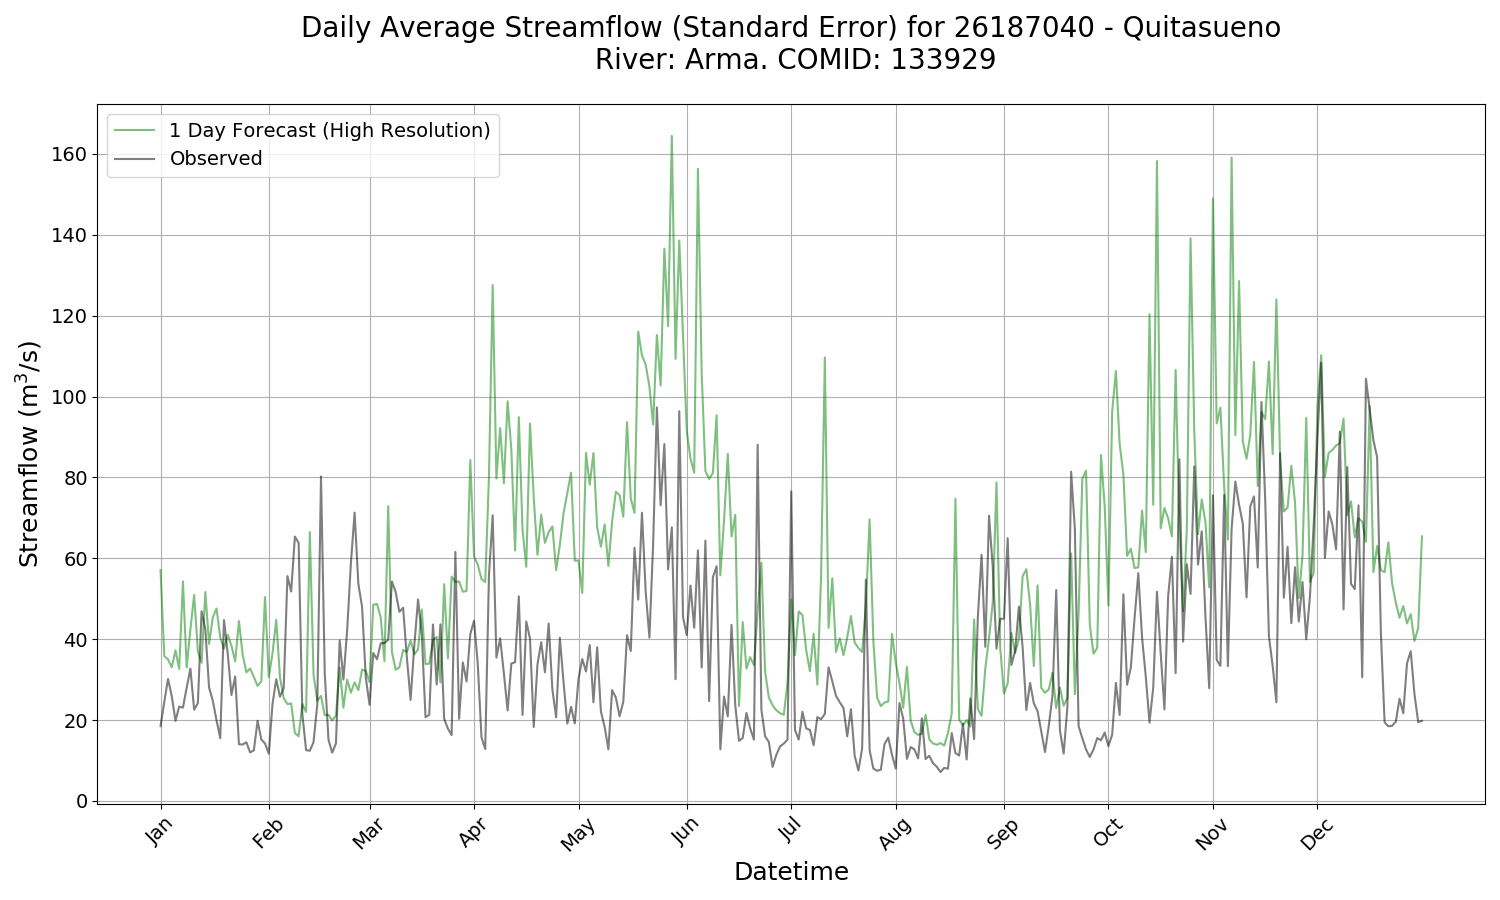 Daily Average Streamflow (Standard Error) for 26187040 - Quitasueno
River: Arma. COMID: 133929
1 Day Forecast (High Resolution)
Observed
Streamflow (m³/s)
160
140
120
100
80
60
40
20
0
Jan
Feb
Mar
Apr
May
Jun
Jul
Aug
Sep
Oct
Nov
Dec
Datetime